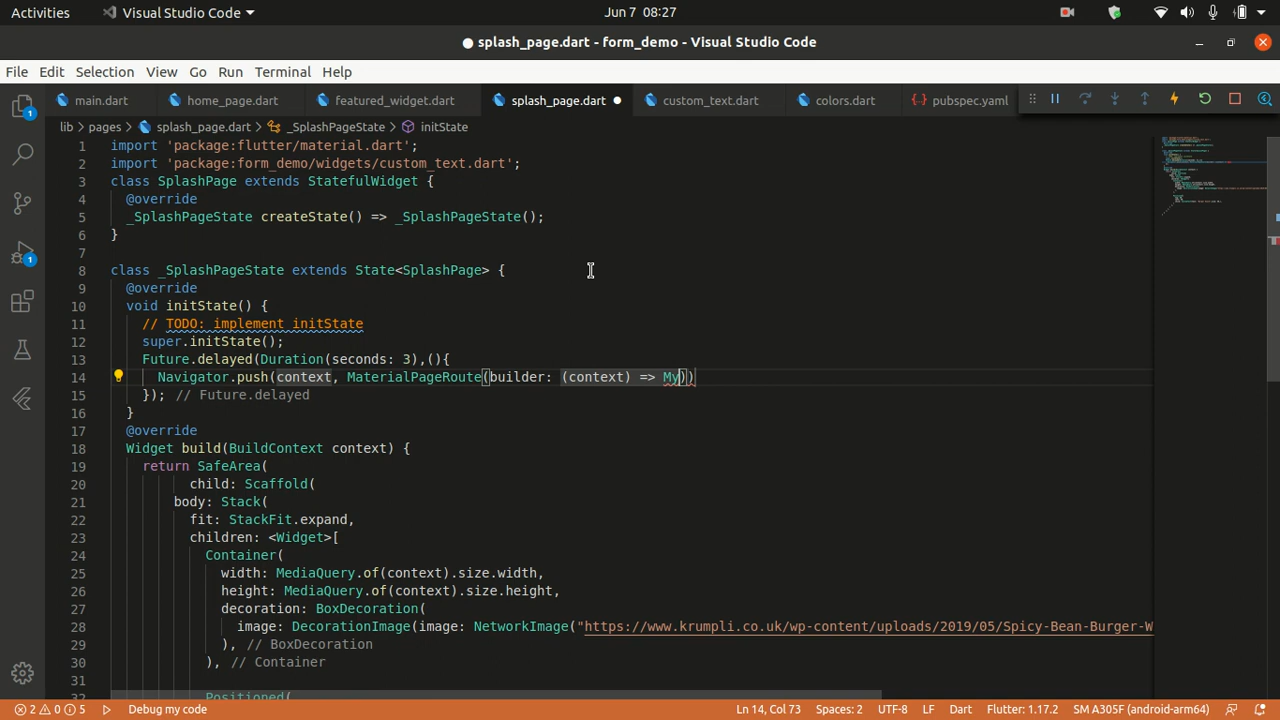 Activities Visual Studio Code Jun 7 08:27
● splash_page.dart - form_demo - Visual Studio Code
File Edit Selection View Go Run Terminal Help
main.dart home_page.dart featured_widget.dart splash_page.dart custom_text.dart colors.dart pubspec.yaml
lib > pages > splash_page.dart > _SplashPageState > initState
1 import 'package:flutter/material.dart';
2 import 'package:form_demo/widgets/custom_text.dart';
3 class SplashPage extends StatefulWidget {
4 @override
5 _SplashPageState createState() => _SplashPageState();
6 }
7
8 class _SplashPageState extends State<SplashPage> {
9 @override
10 void initState() {
11 // TODO: implement initState
12 super.initState();
13 Future.delayed(Duration(seconds: 3),(){
14 Navigator.push(context, MaterialPageRoute(builder: (context) => My))
15 }); // Future.delayed
16 }
17 @override
18 Widget build(BuildContext context) {
19 return SafeArea(
20 child: Scaffold(
21 body: Stack(
22 fit: StackFit.expand,
23 children: <Widget>[
24 Container(
25 width: MediaQuery.of(context).size.width,
26 height: MediaQuery.of(context).size.height,
27 decoration: BoxDecoration(
28 image: DecorationImage(image: NetworkImage("https://www.krumpli.co.uk/wp-content/uploads/2019/05/Spicy-Bean-Burger-W
29 ), // BoxDecoration
30 ), // Container
31
32 Positioned(
1
1
2 0 5 Debug my code Ln 14, Col 73 Spaces: 2 UTF-8 LF Dart Flutter: 1.17.2 SM A305F (android-arm64)